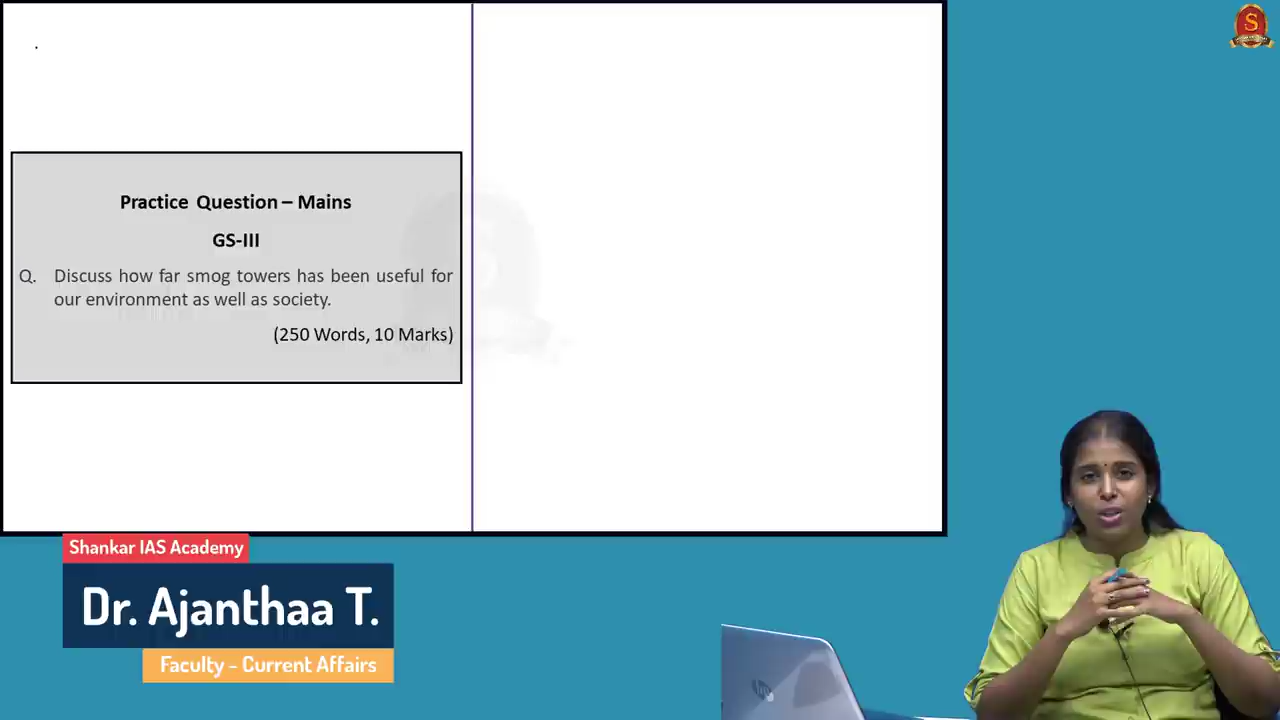 Practice Question – Mains
GS-III
Q. Discuss how far smog towers has been useful for
our environment as well as society.
(250 Words, 10 Marks)
Shankar IAS Academy
Dr. Ajanthaa T.
Faculty - Current Affairs
S
hp